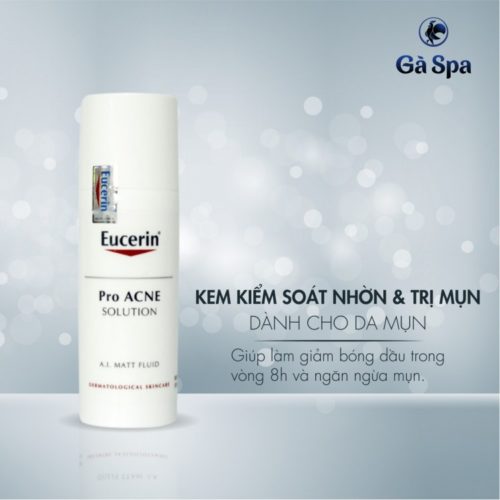 Gà Spa
Eucerin
Eucerin
Pro ACNE
SOLUTION
A.I. MATT FLUID
DERMATOLOGICAL SKINCARE
KEM KIỂM SOÁT NHỜN & TRỊ MỤN
DÀNH CHO DA MỤN
Giúp làm giảm bóng dầu trong
vòng 8h và ngăn ngừa mụn.